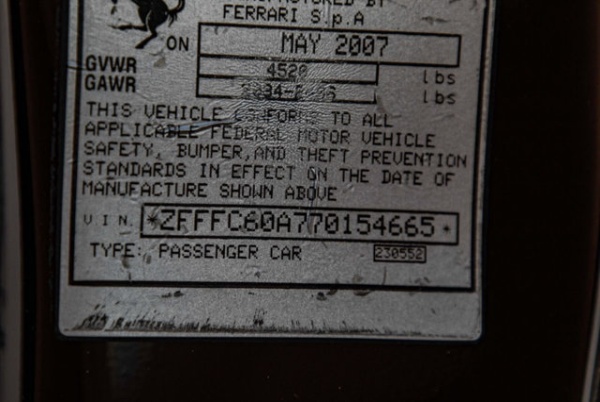 FERRARI S.p.A
ON MAY 2007
GVWR 4520 lbs
GAWR lbs
THIS VEHICLE CONFORMS TO ALL
APPLICABLE FEDERAL MOTOR VEHICLE
SAFETY, BUMPER,AND THEFT PREVENTION
STANDARDS IN EFFECT ON THE DATE OF
MANUFACTURE SHOWN ABOVE
VIN *ZFFFC60A770154665*
TYPE: PASSENGER CAR 230552